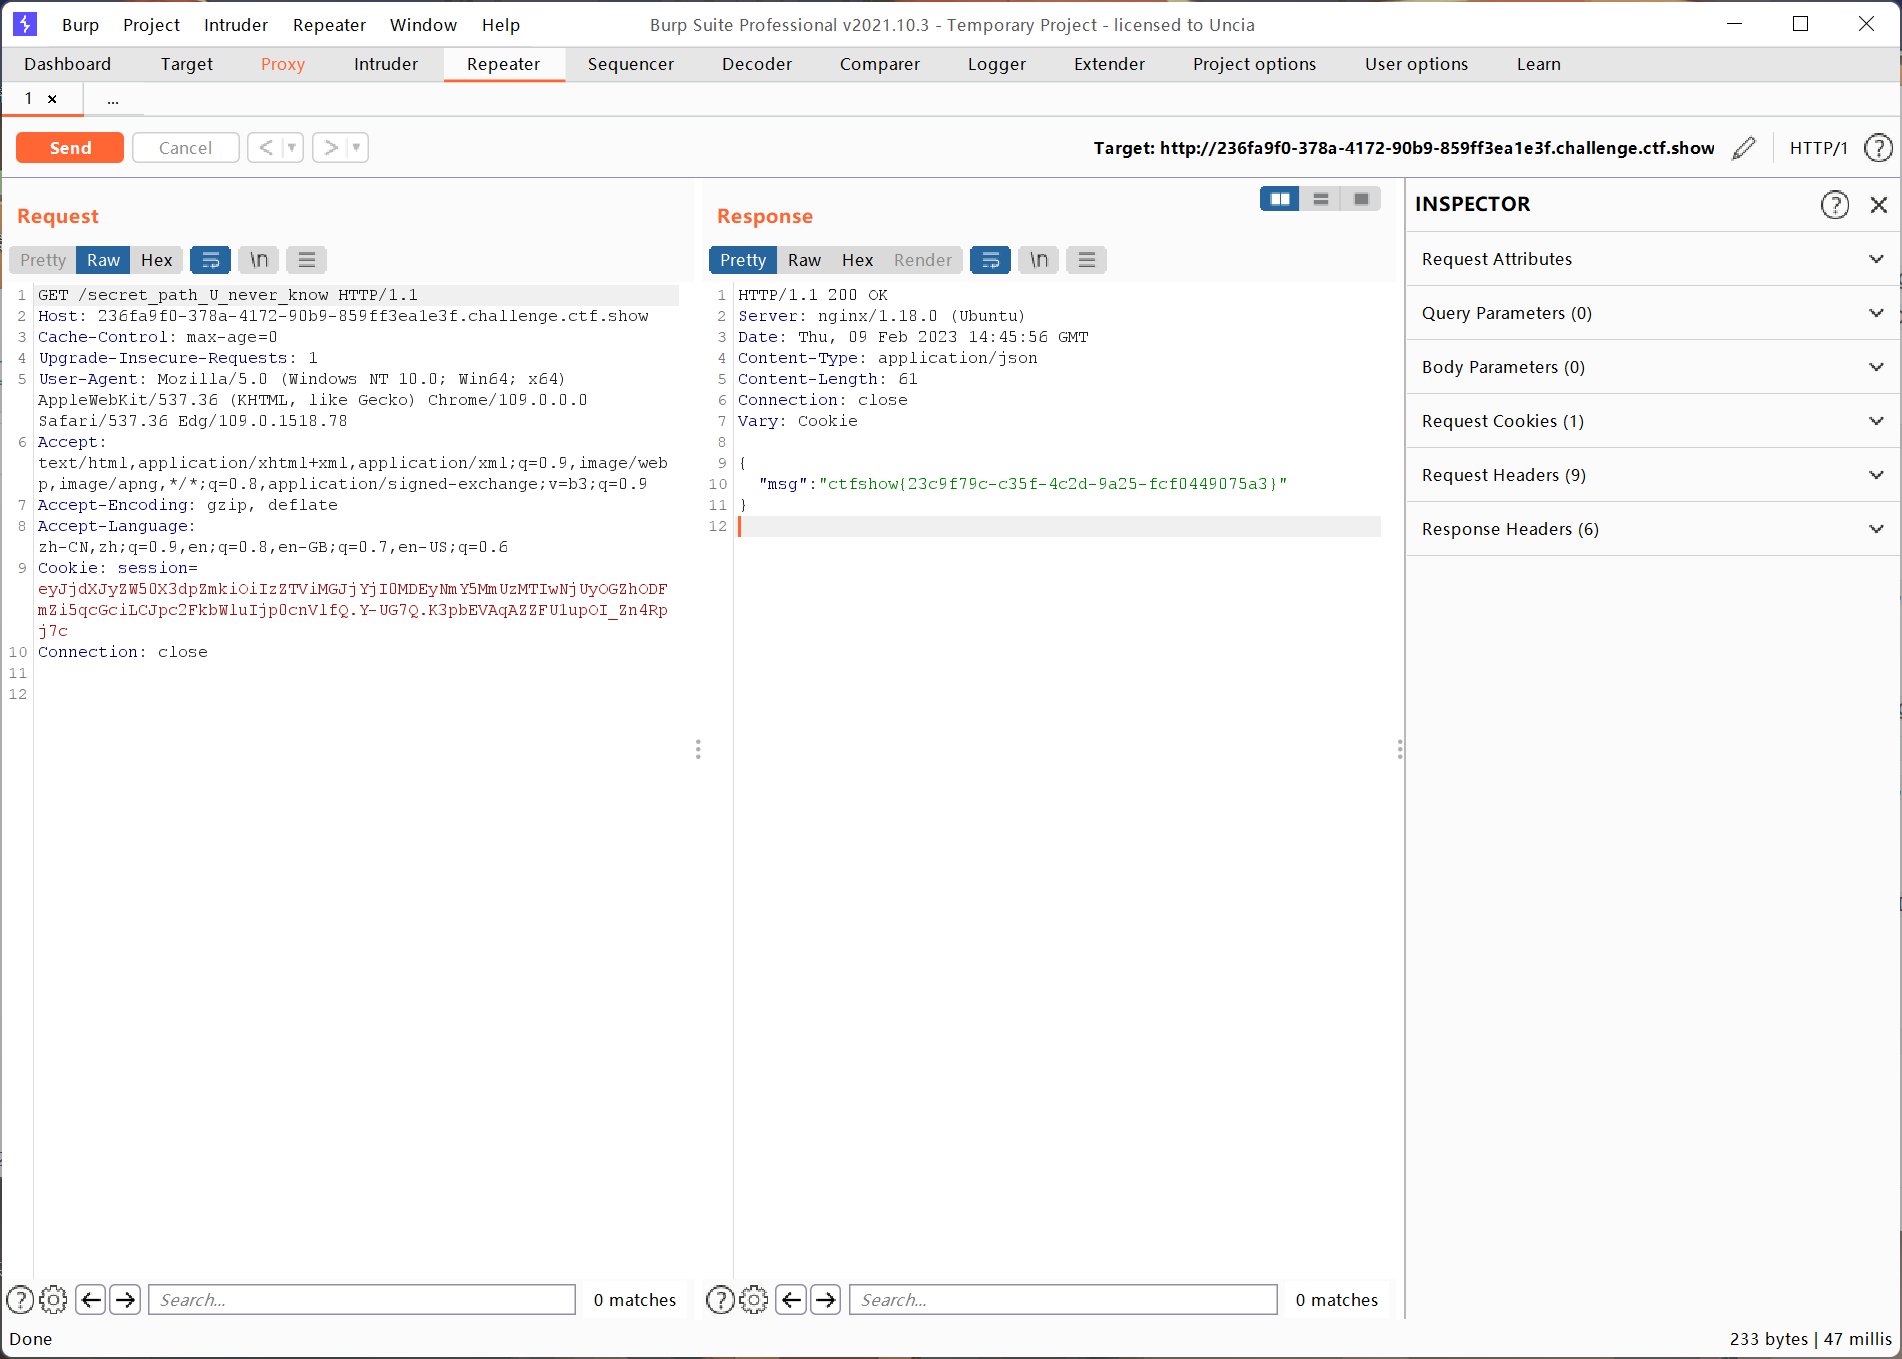 Burp Project Intruder Repeater Window Help Burp Suite Professional v2021.10.3 - Temporary Project - licensed to Uncia
Dashboard Target Proxy Intruder Repeater Sequencer Decoder Comparer Logger Extender Project options User options Learn
1 × ...
Send Cancel < > Target: http://236fa9f0-378a-4172-90b9-859ff3ea1e3f.challenge.ctf.show HTTP/1 ?
Request
Pretty Raw Hex \n
1 GET /secret_path_U_never_know HTTP/1.1
2 Host: 236fa9f0-378a-4172-90b9-859ff3ea1e3f.challenge.ctf.show
3 Cache-Control: max-age=0
4 Upgrade-Insecure-Requests: 1
5 User-Agent: Mozilla/5.0 (Windows NT 10.0; Win64; x64)
AppleWebKit/537.36 (KHTML, like Gecko) Chrome/109.0.0.0
Safari/537.36 Edg/109.0.1518.78
6 Accept:
text/html,application/xhtml+xml,application/xml;q=0.9,image/web
p,image/apng,*/*;q=0.8,application/signed-exchange;v=b3;q=0.9
7 Accept-Encoding: gzip, deflate
8 Accept-Language:
zh-CN,zh;q=0.9,en;q=0.8,en-GB;q=0.7,en-US;q=0.6
9 Cookie: session=
eyJjdXJyZW50X3dpZmkiOiIzZTViMGJjYjI0MDEyNmY5MmUzMTIwNjUyOGZhODF
mZi5qcGciLCJpc2FkbWluIjp0cnVlfQ.Y-UG7Q.K3pbEVAqAZZFU1upOI_Zn4Rp
j7c
10 Connection: close
11
12
? Search... 0 matches
Response
Pretty Raw Hex Render \n
1 HTTP/1.1 200 OK
2 Server: nginx/1.18.0 (Ubuntu)
3 Date: Thu, 09 Feb 2023 14:45:56 GMT
4 Content-Type: application/json
5 Content-Length: 61
6 Connection: close
7 Vary: Cookie
8
9 {
10 "msg":"ctfshow{23c9f79c-c35f-4c2d-9a25-fcf0449075a3}"
11 }
12
? Search... 0 matches
INSPECTOR ?
Request Attributes
Query Parameters (0)
Body Parameters (0)
Request Cookies (1)
Request Headers (9)
Response Headers (6)
Done 233 bytes | 47 millis